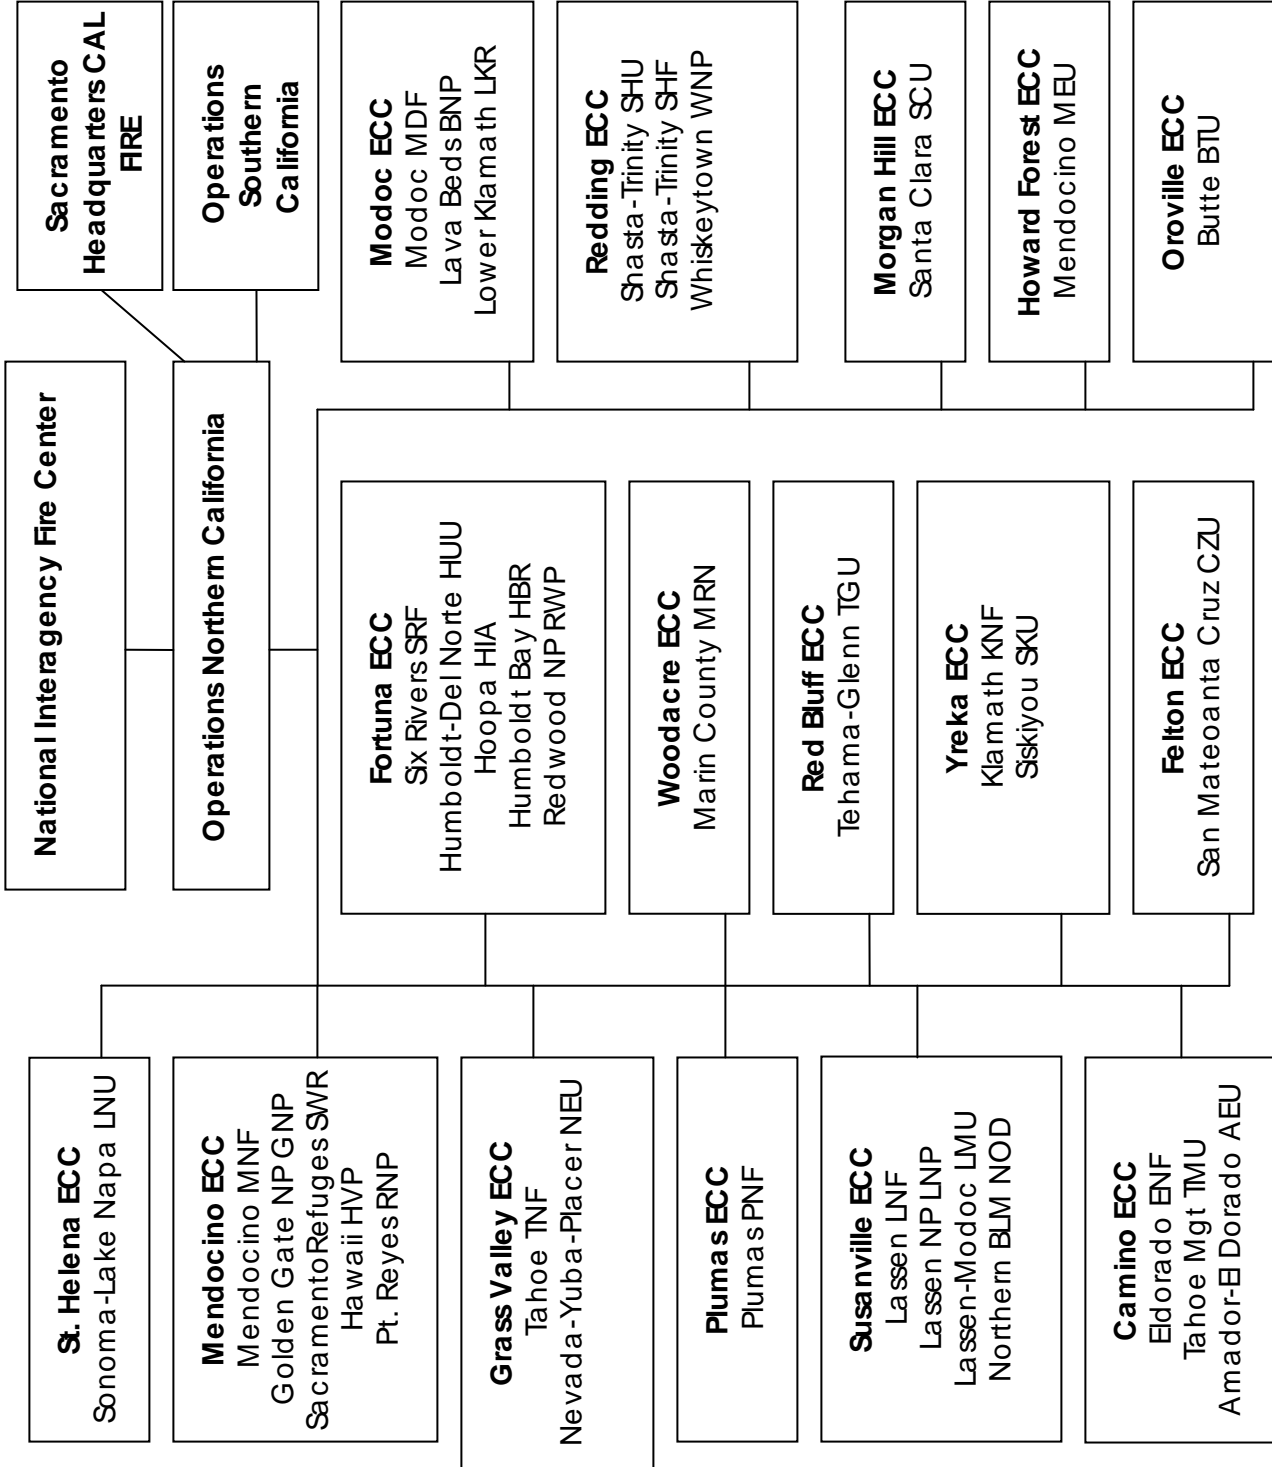 National Interagency Fire Center
Sacramento
Headquarters CAL
FIRE
Operations Northern California
Operations
Southern
California
St. Helena ECC
Sonoma-Lake Napa LNU
Mendocino ECC
Mendocino MNF
Golden Gate NP GNP
Sacramento Refuges SWR
Hawaii HVP
Pt. Reyes RNP
Grass Valley ECC
Tahoe TNF
Nevada-Yuba-Placer NEU
Plumas ECC
Plumas PNF
Susanville ECC
Lassen LNF
Lassen NP LNP
Lassen-Modoc LMU
Northern BLM NOD
Camino ECC
Eldorado ENF
Tahoe Mgt TMU
Amador-El Dorado AEU
Fortuna ECC
Six Rivers SRF
Humboldt-Del Norte HUU
Hoopa HIA
Humboldt Bay HBR
Redwood NP RWP
Woodacre ECC
Marin County MRN
Red Bluff ECC
Tehama-Glenn TGU
Yreka ECC
Klamath KNF
Siskiyou SKU
Felton ECC
San Mateoanta Cruz CZU
Modoc ECC
Modoc MDF
Lava Beds BNP
Lower Klamath LKR
Redding ECC
Shasta-Trinity SHU
Shasta-Trinity SHF
Whiskeytown WNP
Morgan Hill ECC
Santa Clara SCU
Howard Forest ECC
Mendocino MEU
Oroville ECC
Butte BTU